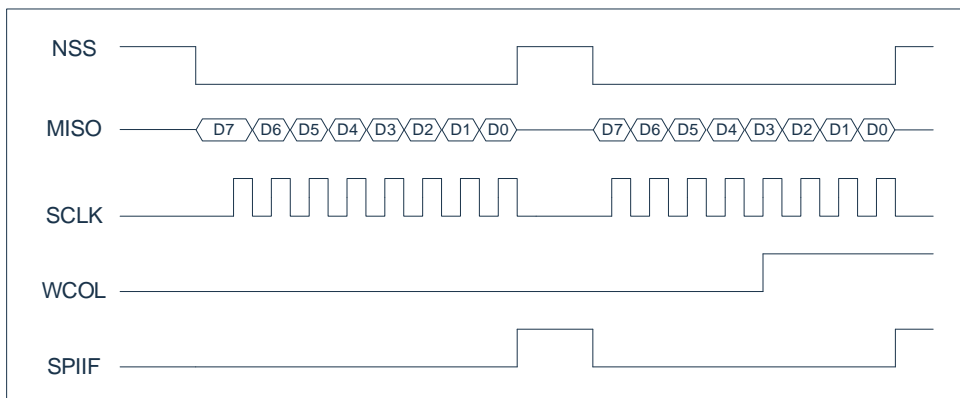 NSS
MISO D7 D6 D5 D4 D3 D2 D1 D0 D7 D6 D5 D4 D3 D2 D1 D0
SCLK
WCOL
SPIIF